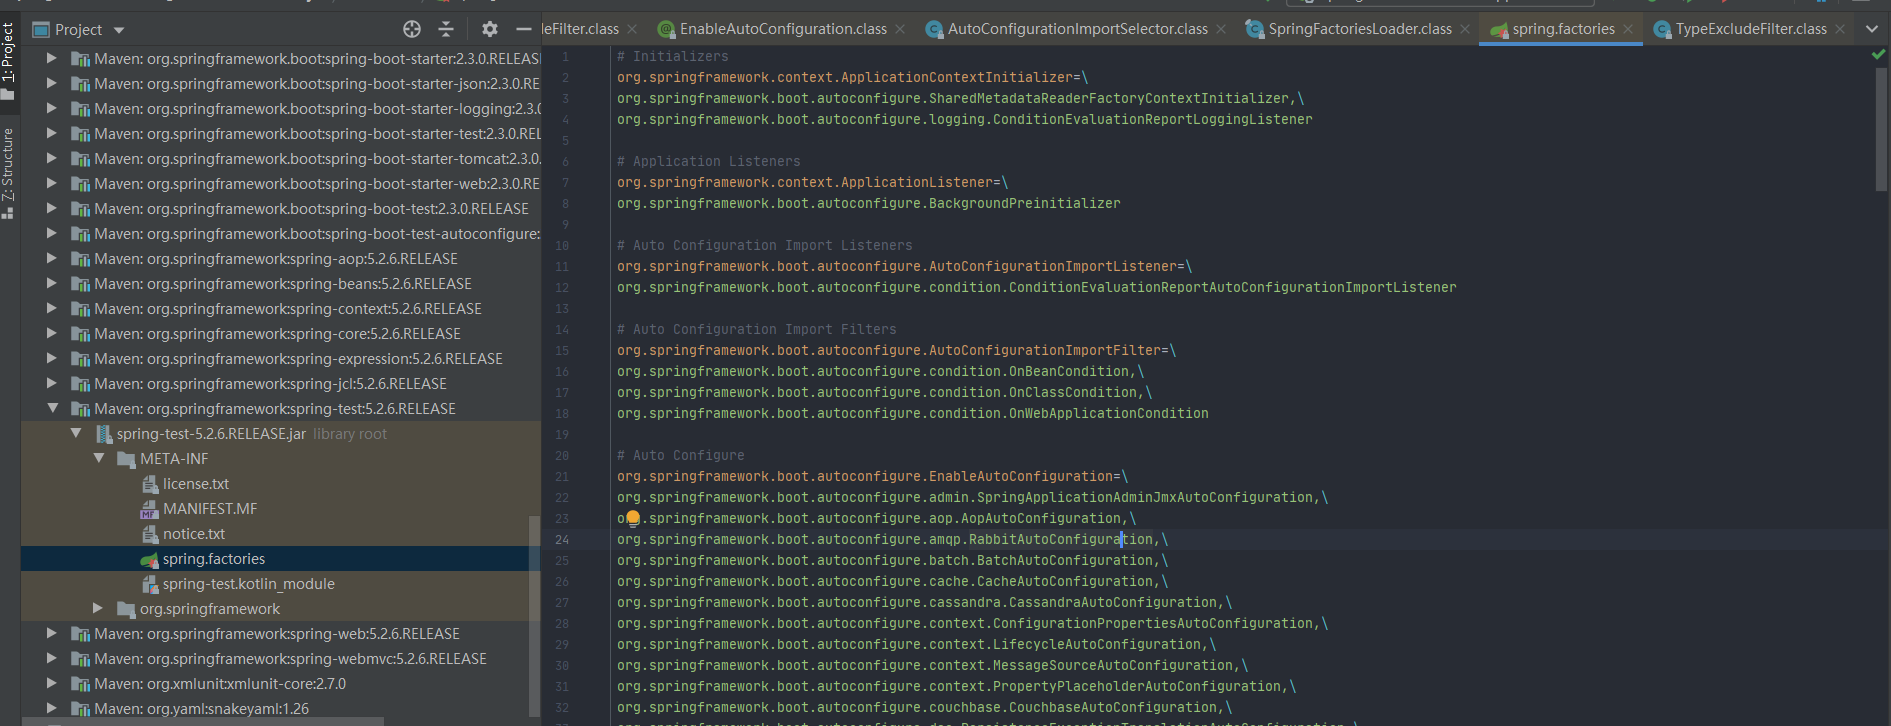 1: Project
Z: Structure
Project
Maven: org.springframework.boot:spring-boot-starter:2.3.0.RELEAS
Maven: org.springframework.boot:spring-boot-starter-json:2.3.0.RE
Maven: org.springframework.boot:spring-boot-starter-logging:2.3.0
Maven: org.springframework.boot:spring-boot-starter-test:2.3.0.REL
Maven: org.springframework.boot:spring-boot-starter-tomcat:2.3.0.
Maven: org.springframework.boot:spring-boot-starter-web:2.3.0.RE
Maven: org.springframework.boot:spring-boot-test:2.3.0.RELEASE
Maven: org.springframework.boot:spring-boot-test-autoconfigure:
Maven: org.springframework:spring-aop:5.2.6.RELEASE
Maven: org.springframework:spring-beans:5.2.6.RELEASE
Maven: org.springframework:spring-context:5.2.6.RELEASE
Maven: org.springframework:spring-core:5.2.6.RELEASE
Maven: org.springframework:spring-expression:5.2.6.RELEASE
Maven: org.springframework:spring-jcl:5.2.6.RELEASE
Maven: org.springframework:spring-test:5.2.6.RELEASE
spring-test-5.2.6.RELEASE.jar library root
META-INF
license.txt
MANIFEST.MF
notice.txt
spring.factories
spring-test.kotlin_module
org.springframework
Maven: org.springframework:spring-web:5.2.6.RELEASE
Maven: org.springframework:spring-webmvc:5.2.6.RELEASE
Maven: org.xmlunit:xmlunit-core:2.7.0
Maven: org.yaml:snakeyaml:1.26
leFilter.class EnableAutoConfiguration.class AutoConfigurationImportSelector.class SpringFactoriesLoader.class spring.factories TypeExcludeFilter.class
1 # Initializers
2 org.springframework.context.ApplicationContextInitializer=\
3 org.springframework.boot.autoconfigure.SharedMetadataReaderFactoryContextInitializer,\
4 org.springframework.boot.autoconfigure.logging.ConditionEvaluationReportLoggingListener
5
6 # Application Listeners
7 org.springframework.context.ApplicationListener=\
8 org.springframework.boot.autoconfigure.BackgroundPreinitializer
9
10 # Auto Configuration Import Listeners
11 org.springframework.boot.autoconfigure.AutoConfigurationImportListener=\
12 org.springframework.boot.autoconfigure.condition.ConditionEvaluationReportAutoConfigurationImportListener
13
14 # Auto Configuration Import Filters
15 org.springframework.boot.autoconfigure.AutoConfigurationImportFilter=\
16 org.springframework.boot.autoconfigure.condition.OnBeanCondition,\
17 org.springframework.boot.autoconfigure.condition.OnClassCondition,\
18 org.springframework.boot.autoconfigure.condition.OnWebApplicationCondition
19
20 # Auto Configure
21 org.springframework.boot.autoconfigure.EnableAutoConfiguration=\
22 org.springframework.boot.autoconfigure.admin.SpringApplicationAdminJmxAutoConfiguration,\
23 org.springframework.boot.autoconfigure.aop.AopAutoConfiguration,\
24 org.springframework.boot.autoconfigure.amqp.RabbitAutoConfiguration,\
25 org.springframework.boot.autoconfigure.batch.BatchAutoConfiguration,\
26 org.springframework.boot.autoconfigure.cache.CacheAutoConfiguration,\
27 org.springframework.boot.autoconfigure.cassandra.CassandraAutoConfiguration,\
28 org.springframework.boot.autoconfigure.context.ConfigurationPropertiesAutoConfiguration,\
29 org.springframework.boot.autoconfigure.context.LifecycleAutoConfiguration,\
30 org.springframework.boot.autoconfigure.context.MessageSourceAutoConfiguration,\
31 org.springframework.boot.autoconfigure.context.PropertyPlaceholderAutoConfiguration,\
32 org.springframework.boot.autoconfigure.couchbase.CouchbaseAutoConfiguration,\